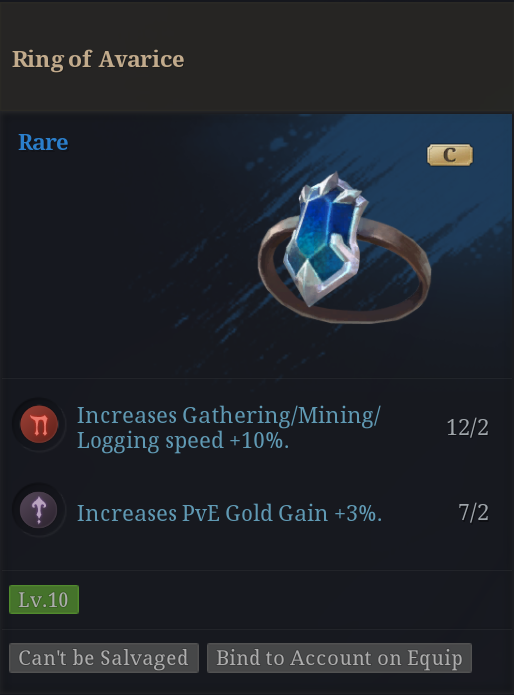 Ring of Avarice
Rare
C
Increases Gathering/Mining/
Logging speed +10%.
12/2
Increases PvE Gold Gain +3%.
7/2
Lv.10
Can't be Salvaged
Bind to Account on Equip